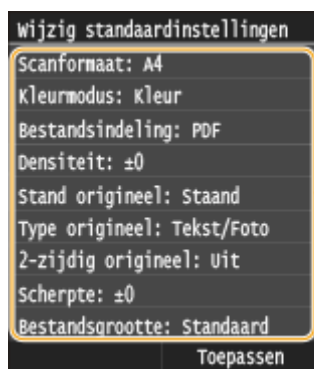 Wijzig standaardinstellingen
Scanformaat: A4
Kleurmodus: Kleur
Bestandsindeling: PDF
Densiteit: ±0
Stand origineel: Staand
Type origineel: Tekst/Foto
2-zijdig origineel: Uit
Scherpte: ±0
Bestandsgrootte: Standaard
Toepassen